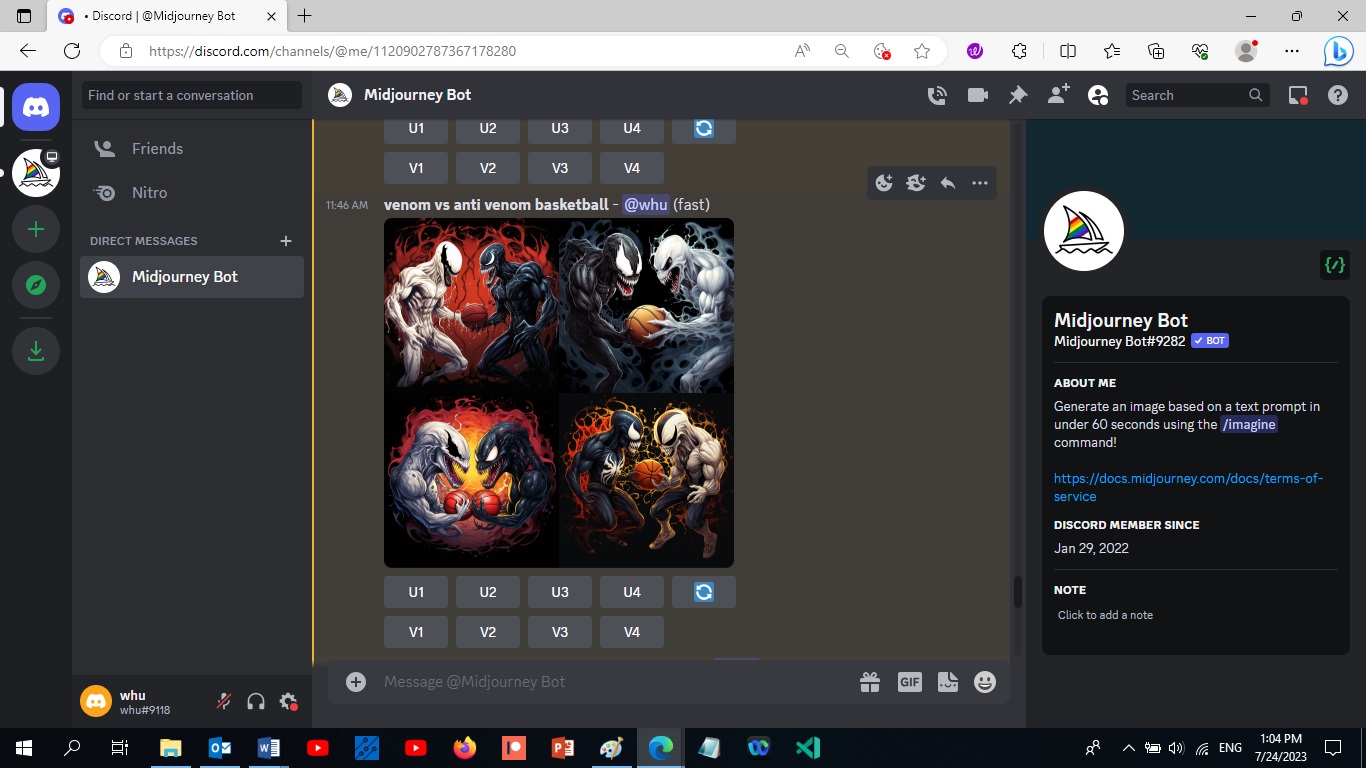 • Discord | @Midjourney Bot
https://discord.com/channels/@me/1120902787367178280
Find or start a conversation
Midjourney Bot
Search
Friends
Nitro
DIRECT MESSAGES
Midjourney Bot
whu
whu#9118
U1 U2 U3 U4
V1 V2 V3 V4
11:46 AM venom vs anti venom basketball - @whu (fast)
U1 U2 U3 U4
V1 V2 V3 V4
Message @Midjourney Bot
GIF
Midjourney Bot
Midjourney Bot#9282 BOT
ABOUT ME
Generate an image based on a text prompt in
under 60 seconds using the /imagine
command!
https://docs.midjourney.com/docs/terms-of-
service
DISCORD MEMBER SINCE
Jan 29, 2022
NOTE
Click to add a note
ENG
1:04 PM
7/24/2023